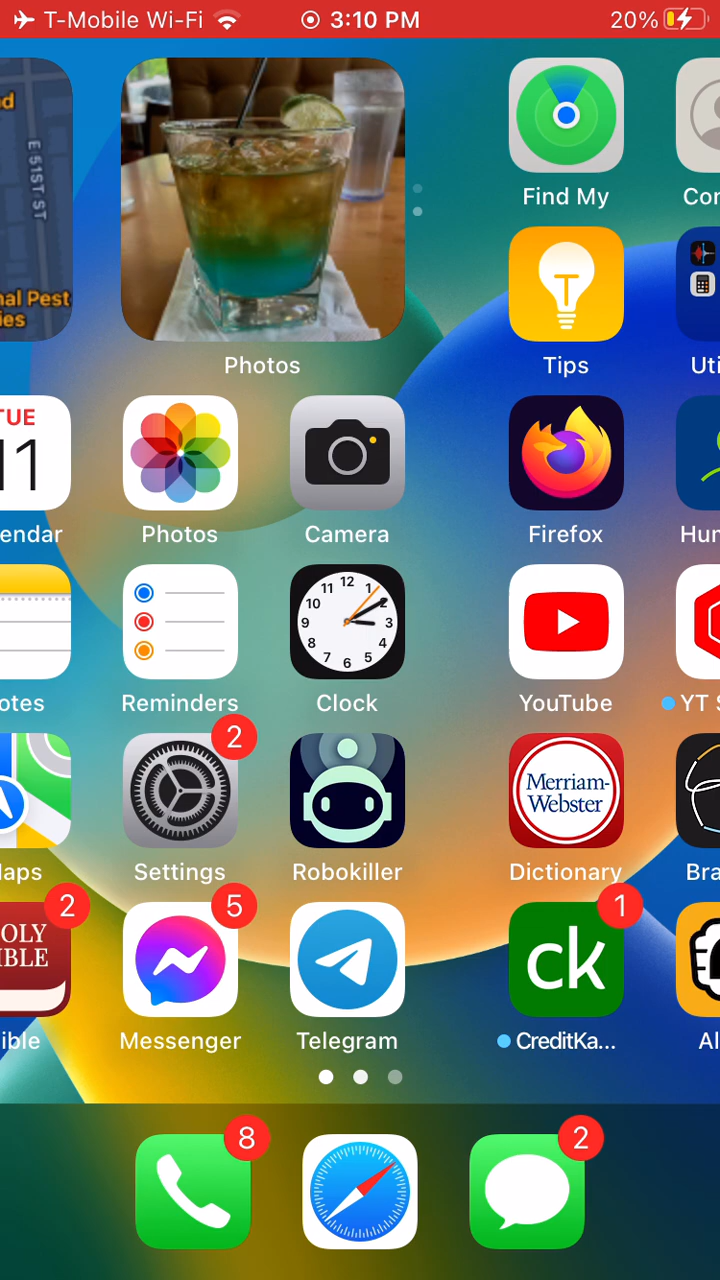 T-Mobile Wi-Fi 3:10 PM 20%
E 51ST ST
Find My
Tips
Photos
TUE
11
12
11 1
10 2
9 3
8 4
7 5
6
Photos
Camera
Firefox
Reminders
Clock
YouTube
YT
2
Merriam-
Webster
Settings
Robokiller
Dictionary
2
5
1
ck
Messenger
Telegram
CreditKa...
8
2